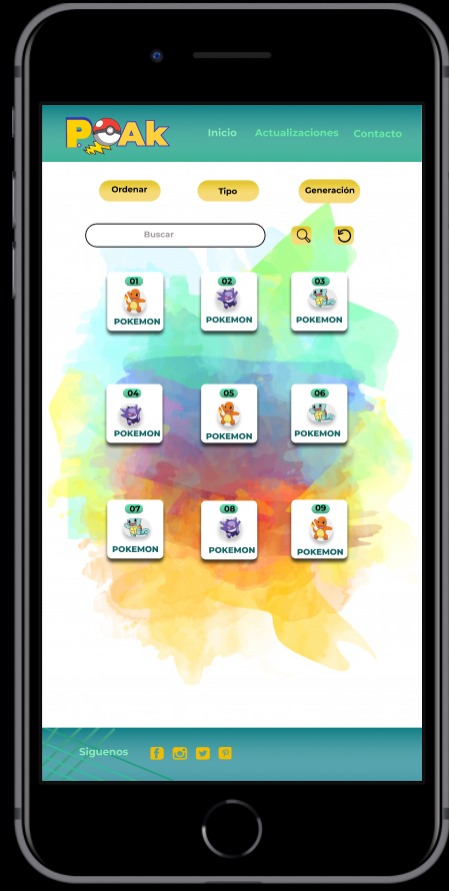 POAk
Inicio Actualizaciones Contacto
Ordenar Tipo Generación
Buscar
01 02 03
POKEMON POKEMON POKEMON
04 05 06
POKEMON POKEMON POKEMON
07 08 09
POKEMON POKEMON POKEMON
Siguenos